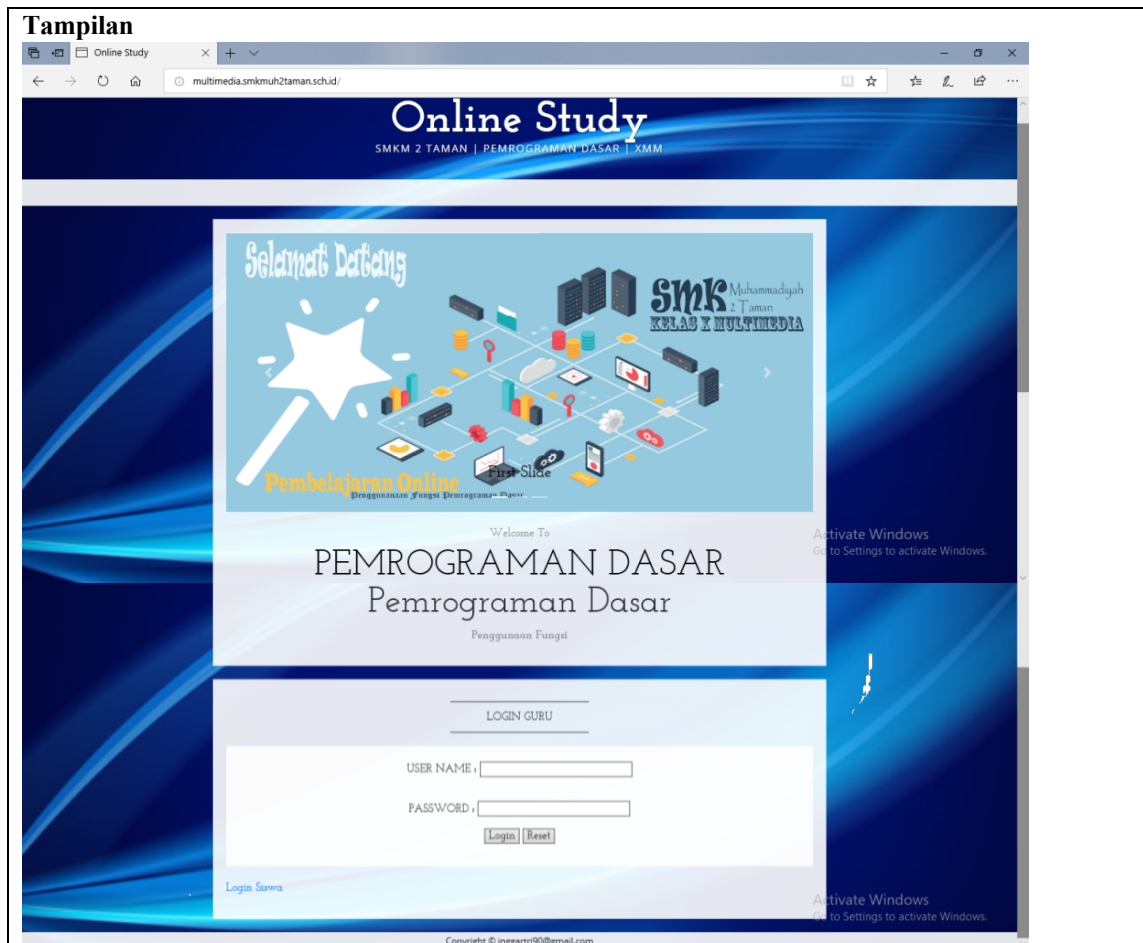 Tampilan
Online Study
multimedia.smkmuh2taman.sch.id/
Online Study
SMKM 2 TAMAN | PEMROGRAMAN DASAR | XMM
Selamat Datang
SMK Muhammadiyah
2 Taman
KELAS X MULTIMEDIA
First Slide
Pembelajaran Online
Penggunanaan Fungsi Pemrograman Dasar
Welcome To
Activate Windows
Go to Settings to activate Windows.
PEMROGRAMAN DASAR
Pemrograman Dasar
Penggunaan Fungsi
LOGIN GURU
USER NAME :
PASSWORD :
Login Reset
Login Siswa
Activate Windows
Go to Settings to activate Windows.
Copyright © inggartri90@gmail.com